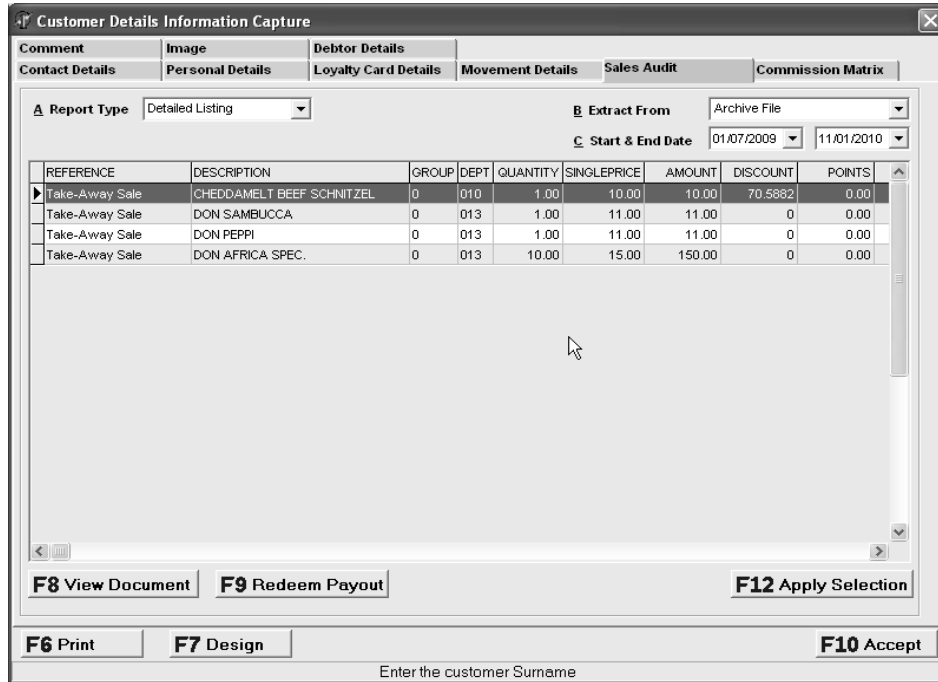 Customer Details Information Capture
Comment Image Debtor Details
Contact Details Personal Details Loyalty Card Details Movement Details Sales Audit Commission Matrix
A Report Type Detailed Listing B Extract From Archive File
C Start & End Date 01/07/2009 11/01/2010
REFERENCE DESCRIPTION GROUP DEPT QUANTITY SINGLEPRICE AMOUNT DISCOUNT POINTS
Take-Away Sale CHEDDAMELT BEEF SCHNITZEL 0 010 1.00 10.00 10.00 70.5882 0.00
Take-Away Sale DON SAMBUCCA 0 013 1.00 11.00 11.00 0 0.00
Take-Away Sale DON PEPPI 0 013 1.00 11.00 11.00 0 0.00
Take-Away Sale DON AFRICA SPEC. 0 013 10.00 15.00 150.00 0 0.00
F8 View Document F9 Redeem Payout F12 Apply Selection
F6 Print F7 Design F10 Accept
Enter the customer Surname